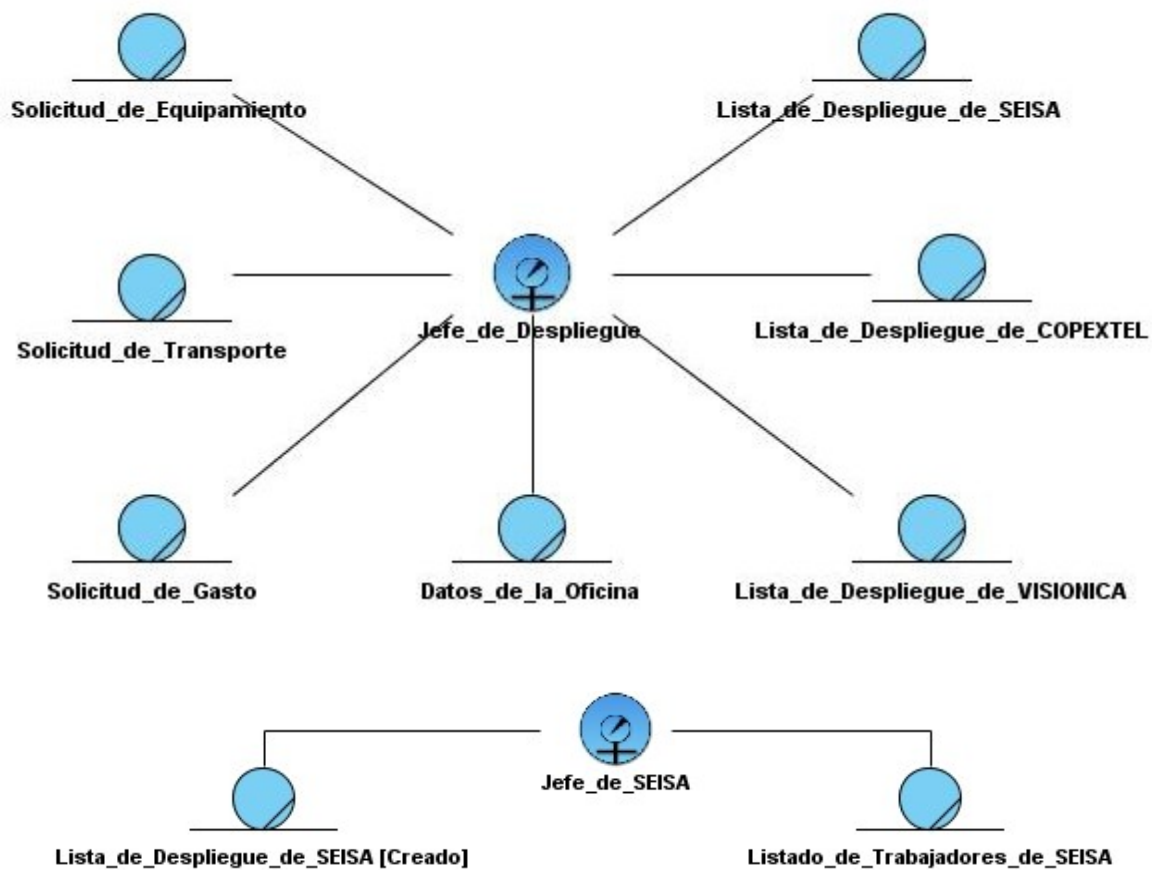 Solicitud_de_Equipamiento
Lista_de_Despliegue_de_SEISA
Solicitud_de_Transporte
Jefe_de_Despliegue
Lista_de_Despliegue_de_COPEXTEL
Solicitud_de_Gasto
Datos_de_la_Oficina
Lista_de_Despliegue_de_VISIONICA
Jefe_de_SEISA
Lista_de_Despliegue_de_SEISA [Creado]
Listado_de_Trabajadores_de_SEISA